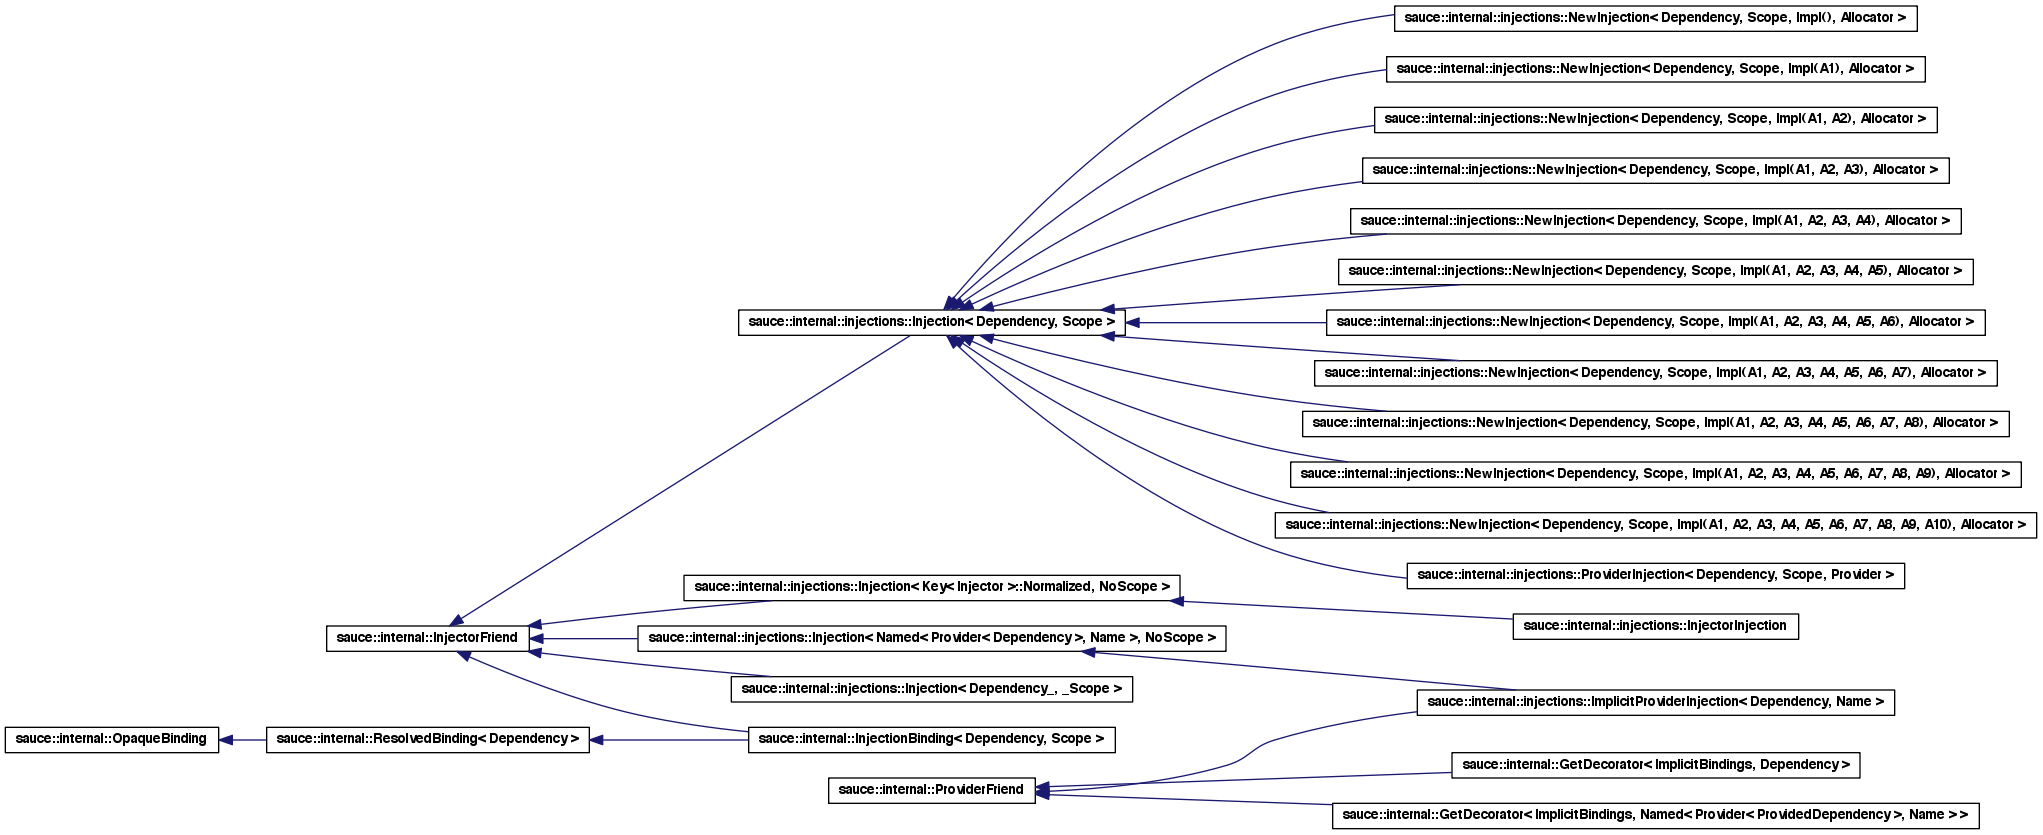 sauce::internal::injections::NewInjection< Dependency, Scope, Impl(), Allocator >
sauce::internal::injections::NewInjection< Dependency, Scope, Impl(A1), Allocator >
sauce::internal::injections::NewInjection< Dependency, Scope, Impl(A1, A2), Allocator >
sauce::internal::injections::NewInjection< Dependency, Scope, Impl(A1, A2, A3), Allocator >
sauce::internal::injections::NewInjection< Dependency, Scope, Impl(A1, A2, A3, A4), Allocator >
sauce::internal::injections::NewInjection< Dependency, Scope, Impl(A1, A2, A3, A4, A5), Allocator >
sauce::internal::injections::Injection< Dependency, Scope >
sauce::internal::injections::NewInjection< Dependency, Scope, Impl(A1, A2, A3, A4, A5, A6), Allocator >
sauce::internal::injections::NewInjection< Dependency, Scope, Impl(A1, A2, A3, A4, A5, A6, A7), Allocator >
sauce::internal::injections::NewInjection< Dependency, Scope, Impl(A1, A2, A3, A4, A5, A6, A7, A8), Allocator >
sauce::internal::injections::NewInjection< Dependency, Scope, Impl(A1, A2, A3, A4, A5, A6, A7, A8, A9), Allocator >
sauce::internal::injections::NewInjection< Dependency, Scope, Impl(A1, A2, A3, A4, A5, A6, A7, A8, A9, A10), Allocator >
sauce::internal::injections::ProviderInjection< Dependency, Scope, Provider >
sauce::internal::injections::Injection< Key< Injector >::Normalized, NoScope >
sauce::internal::injections::InjectorInjection
sauce::internal::InjectorFriend
sauce::internal::injections::Injection< Named< Provider< Dependency >, Name >, NoScope >
sauce::internal::injections::Injection< Dependency_, _Scope >
sauce::internal::injections::ImplicitProviderInjection< Dependency, Name >
sauce::internal::OpaqueBinding
sauce::internal::ResolvedBinding< Dependency >
sauce::internal::InjectionBinding< Dependency, Scope >
sauce::internal::GetDecorator< ImplicitBindings, Dependency >
sauce::internal::ProviderFriend
sauce::internal::GetDecorator< ImplicitBindings, Named< Provider< ProvidedDependency >, Name > >